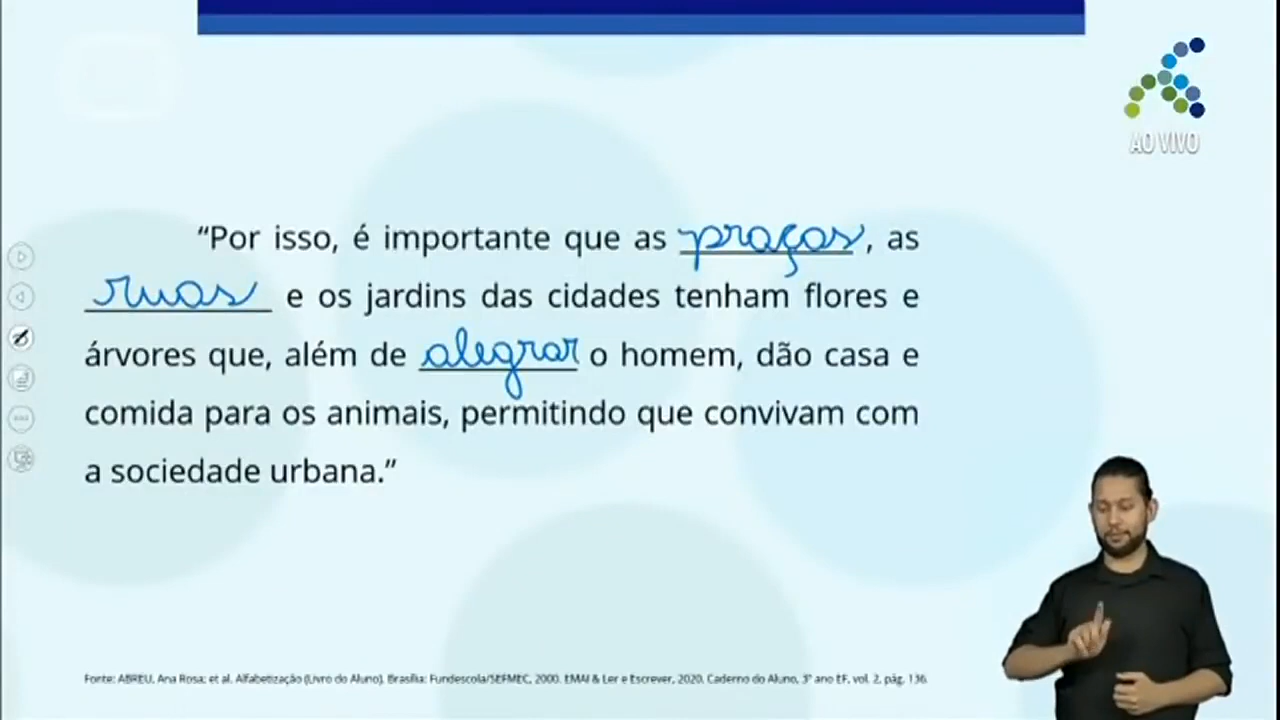 AO VIVO
“Por isso, é importante que as praças, as
ruas e os jardins das cidades tenham flores e
árvores que, além de alegrar o homem, dão casa e
comida para os animais, permitindo que convivam com
a sociedade urbana.”
Fonte: ABREU, Ana Rosa; et al. Alfabetização (Livro do Aluno). Brasília: Fundescola/SEFMEC, 2000. EMAI & Ler e Escrever, 2020. Caderno do Aluno, 3º ano EF, vol. 2, pág. 136.